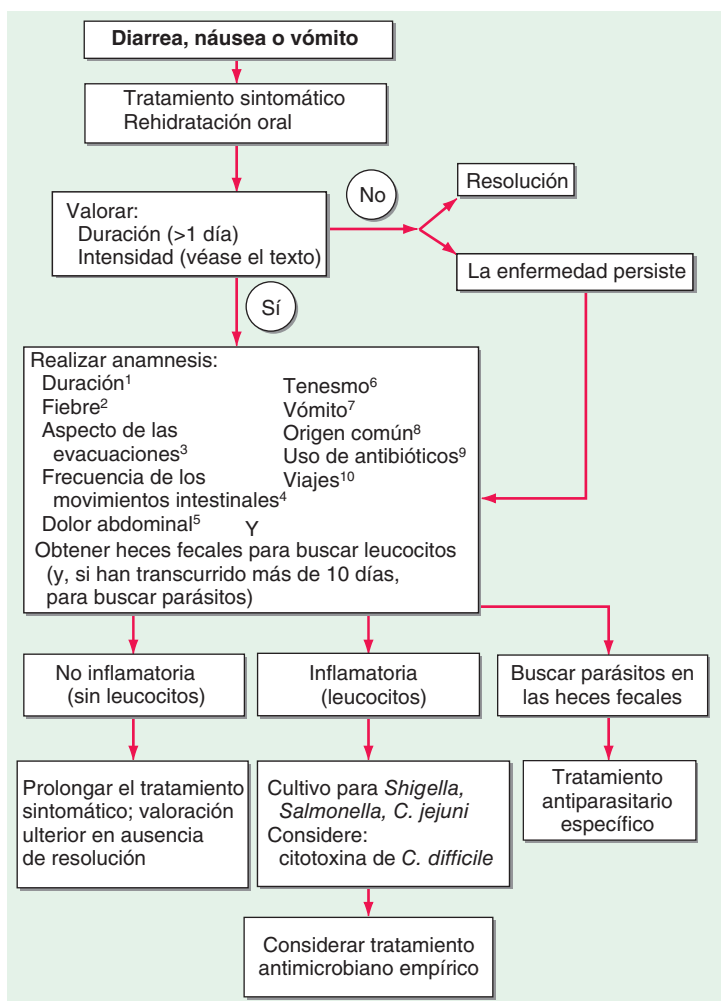 Diarrea, náusea o vómito
Tratamiento sintomático
Rehidratación oral
Valorar:
Duración (>1 día)
Intensidad (véase el texto)
No
Resolución
La enfermedad persiste
Sí
Realizar anamnesis:
Duración¹
Fiebre²
Aspecto de las
evacuaciones³
Frecuencia de los
movimientos intestinales⁴
Dolor abdominal⁵
Tenesmo⁶
Vómito⁷
Origen común⁸
Uso de antibióticos⁹
Viajes¹⁰
Y
Obtener heces fecales para buscar leucocitos
(y, si han transcurrido más de 10 días,
para buscar parásitos)
No inflamatoria
(sin leucocitos)
Inflamatoria
(leucocitos)
Buscar parásitos en
las heces fecales
Prolongar el tratamiento
sintomático; valoración
ulterior en ausencia
de resolución
Cultivo para Shigella,
Salmonella, C. jejuni
Considere:
citotoxina de C. difficile
Tratamiento
antiparasitario
específico
Considerar tratamiento
antimicrobiano empírico